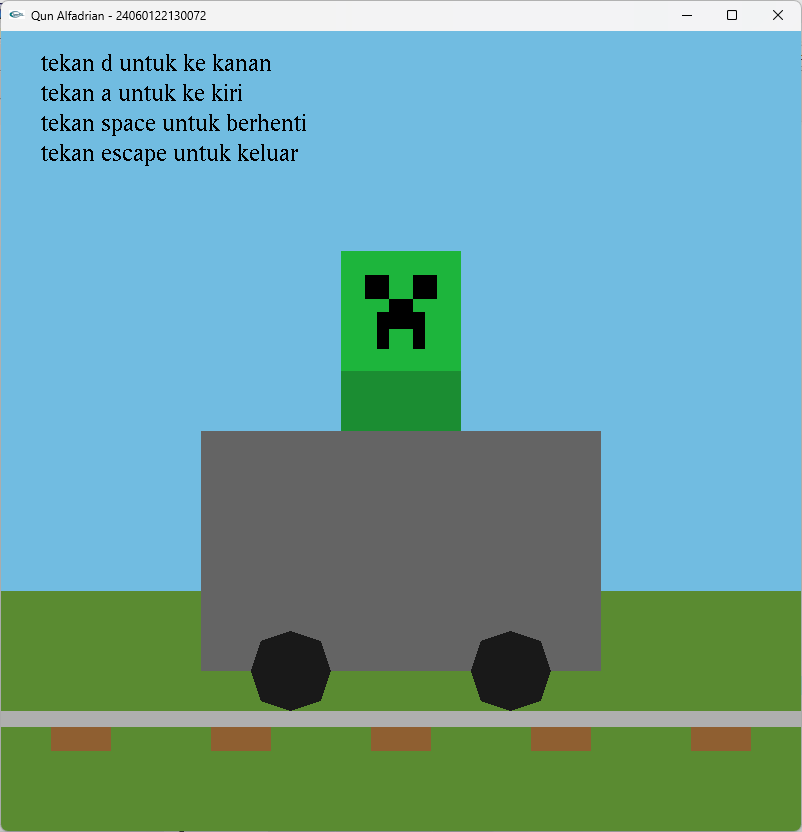 Qun Alfadrian - 24060122130072
tekan d untuk ke kanan
tekan a untuk ke kiri
tekan space untuk berhenti
tekan escape untuk keluar